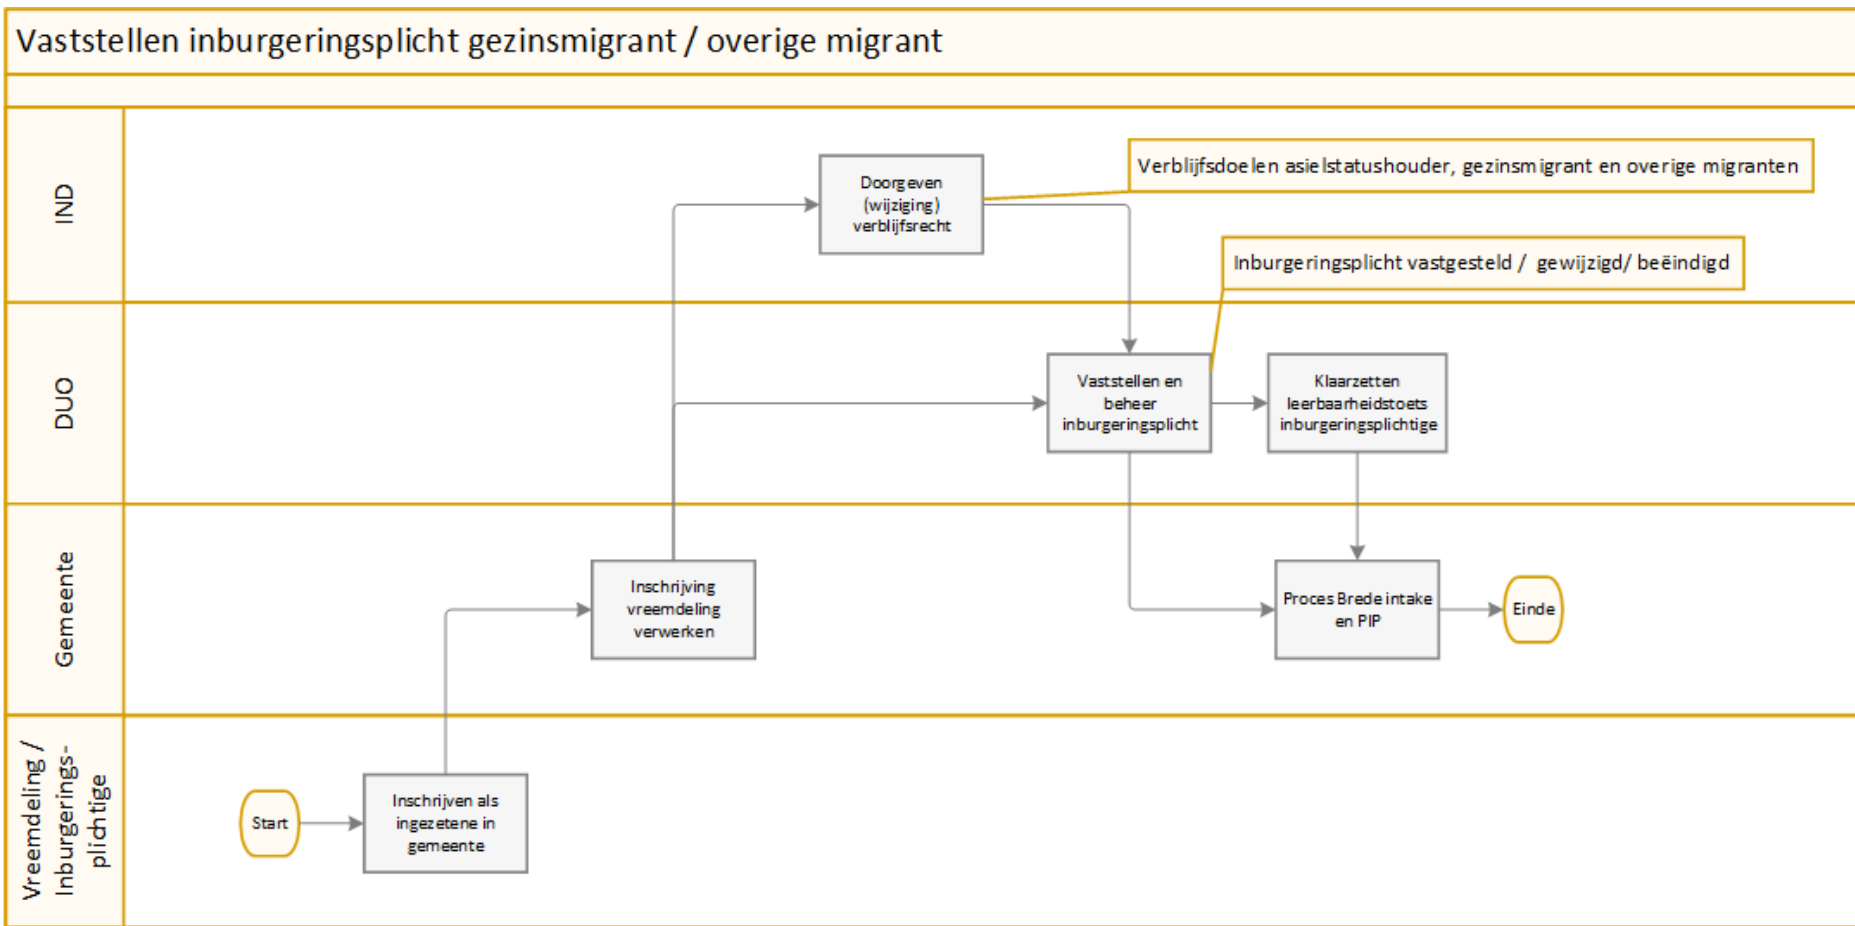 Vaststellen inburgeringsplicht gezinsmigrant / overige migrant
IND
Doorgeven
(wijziging)
verblijfsrecht
Verblijfsdoelen asielstatushouder, gezinsmigrant en overige migranten
Inburgeringsplicht vastgesteld / gewijzigd/ beëindigd
DUO
Vaststellen en
beheer
inburgeringsplicht
Klaarzetten
leerbaarheidstoets
inburgeringsplichtige
Gemeente
Inschrijving
vreemdeling
verwerken
Proces Brede intake
en PIP
Einde
Vreemdeling /
Inburgerings-
plichtige
Start
Inschrijven als
ingezetene in
gemeente